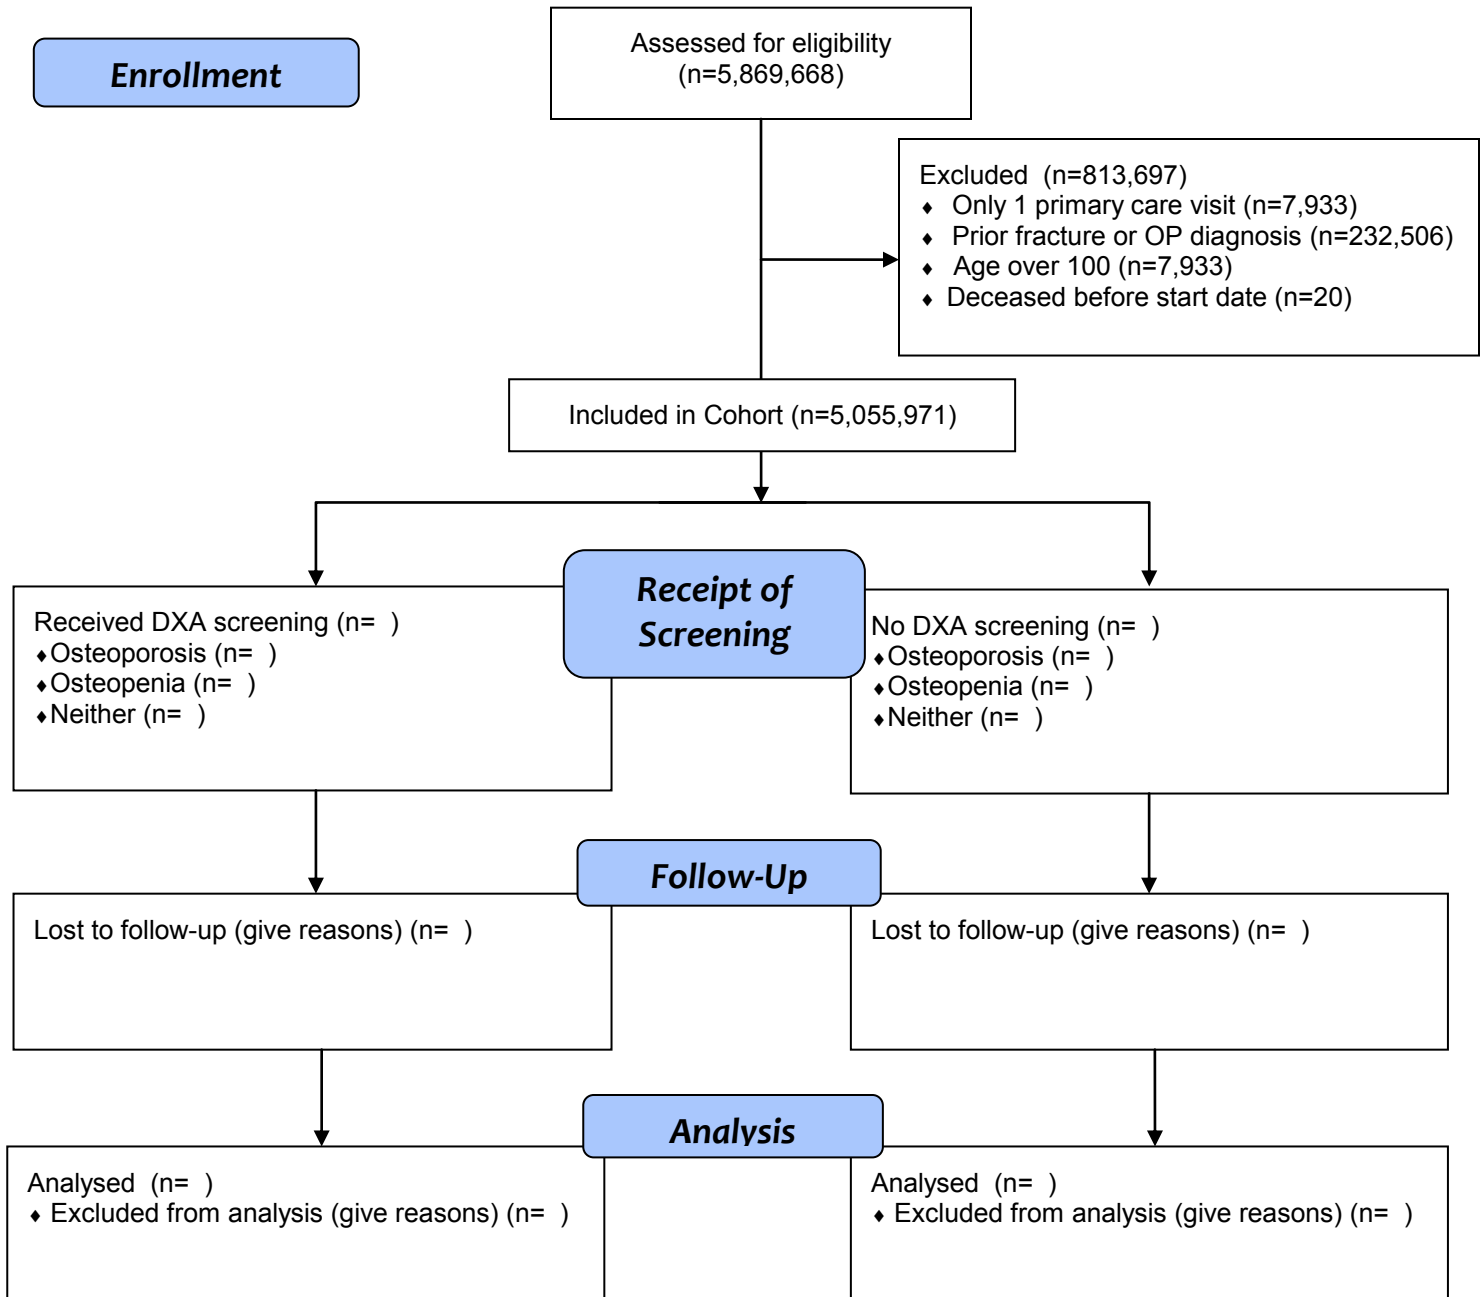 Enrollment
Assessed for eligibility
(n=5,869,668)
Excluded (n=813,697)
♦ Only 1 primary care visit (n=7,933)
♦ Prior fracture or OP diagnosis (n=232,506)
♦ Age over 100 (n=7,933)
♦ Deceased before start date (n=20)
Included in Cohort (n=5,055,971)
Receipt of
Screening
Received DXA screening (n= )
♦Osteoporosis (n= )
♦Osteopenia (n= )
♦Neither (n= )
No DXA screening (n= )
♦Osteoporosis (n= )
♦Osteopenia (n= )
♦Neither (n= )
Follow-Up
Lost to follow-up (give reasons) (n= )
Lost to follow-up (give reasons) (n= )
Analysis
Analysed (n= )
♦ Excluded from analysis (give reasons) (n= )
Analysed (n= )
♦ Excluded from analysis (give reasons) (n= )